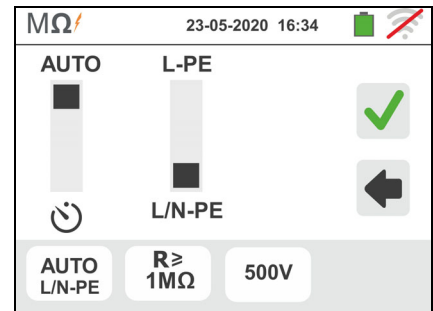 MΩ 23-05-2020 16:34
AUTO L-PE
L/N-PE
AUTO R≥ 500V
L/N-PE 1MΩ